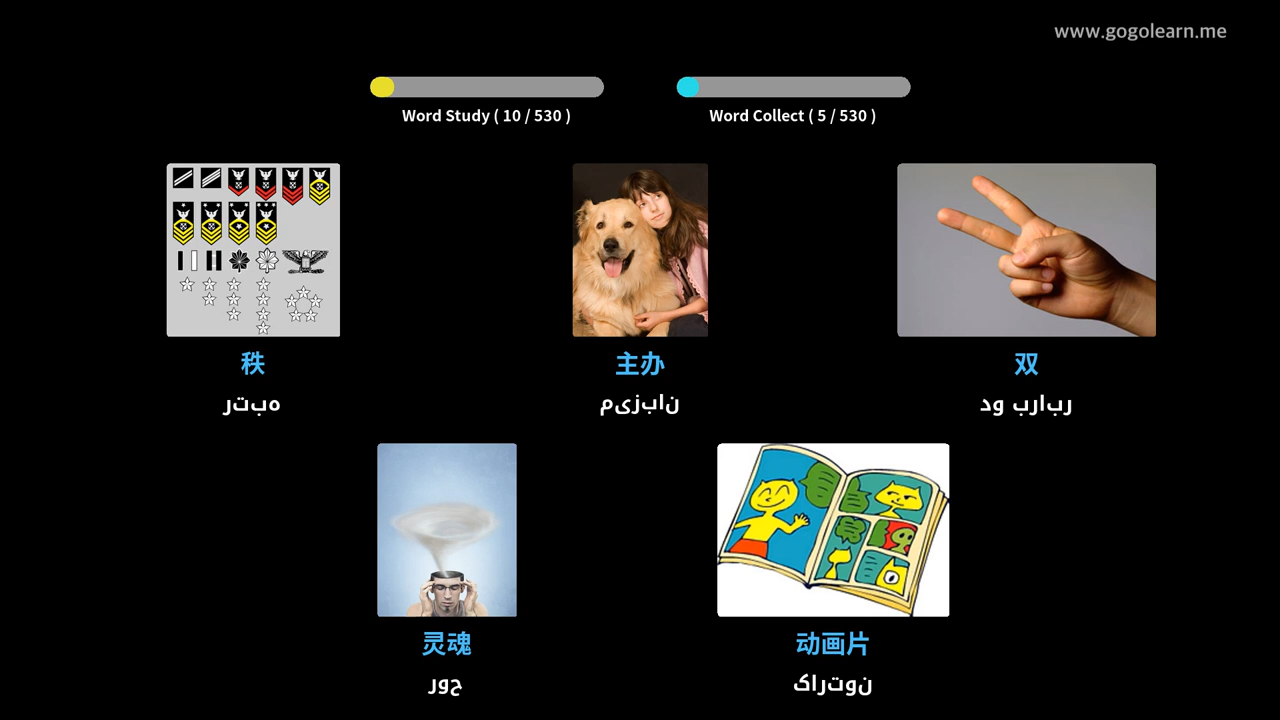 www.gogolearn.me
Word Study ( 10 / 530 )
Word Collect ( 5 / 530 )
秩
主办
双
هبتر
نابزیم
ربارب ود
灵魂
动画片
حور
نوتراک